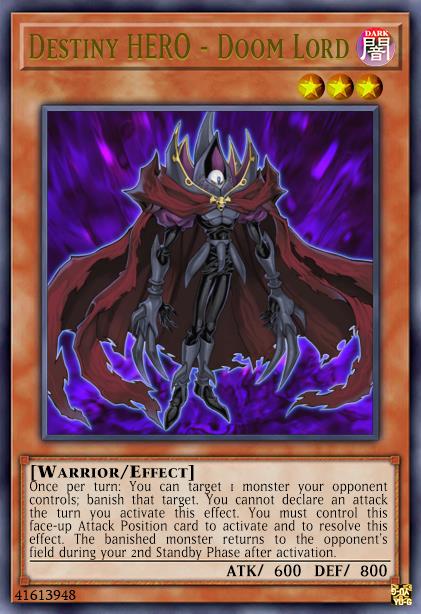 Destiny HERO - Doom Lord
DARK
闇
[Warrior/Effect]
Once per turn: You can target 1 monster your opponent
controls; banish that target. You cannot declare an attack
the turn you activate this effect. You must control this
face-up Attack Position card to activate and to resolve this
effect. The banished monster returns to the opponent's
field during your 2nd Standby Phase after activation.
ATK/ 600 DEF/ 800
41613948